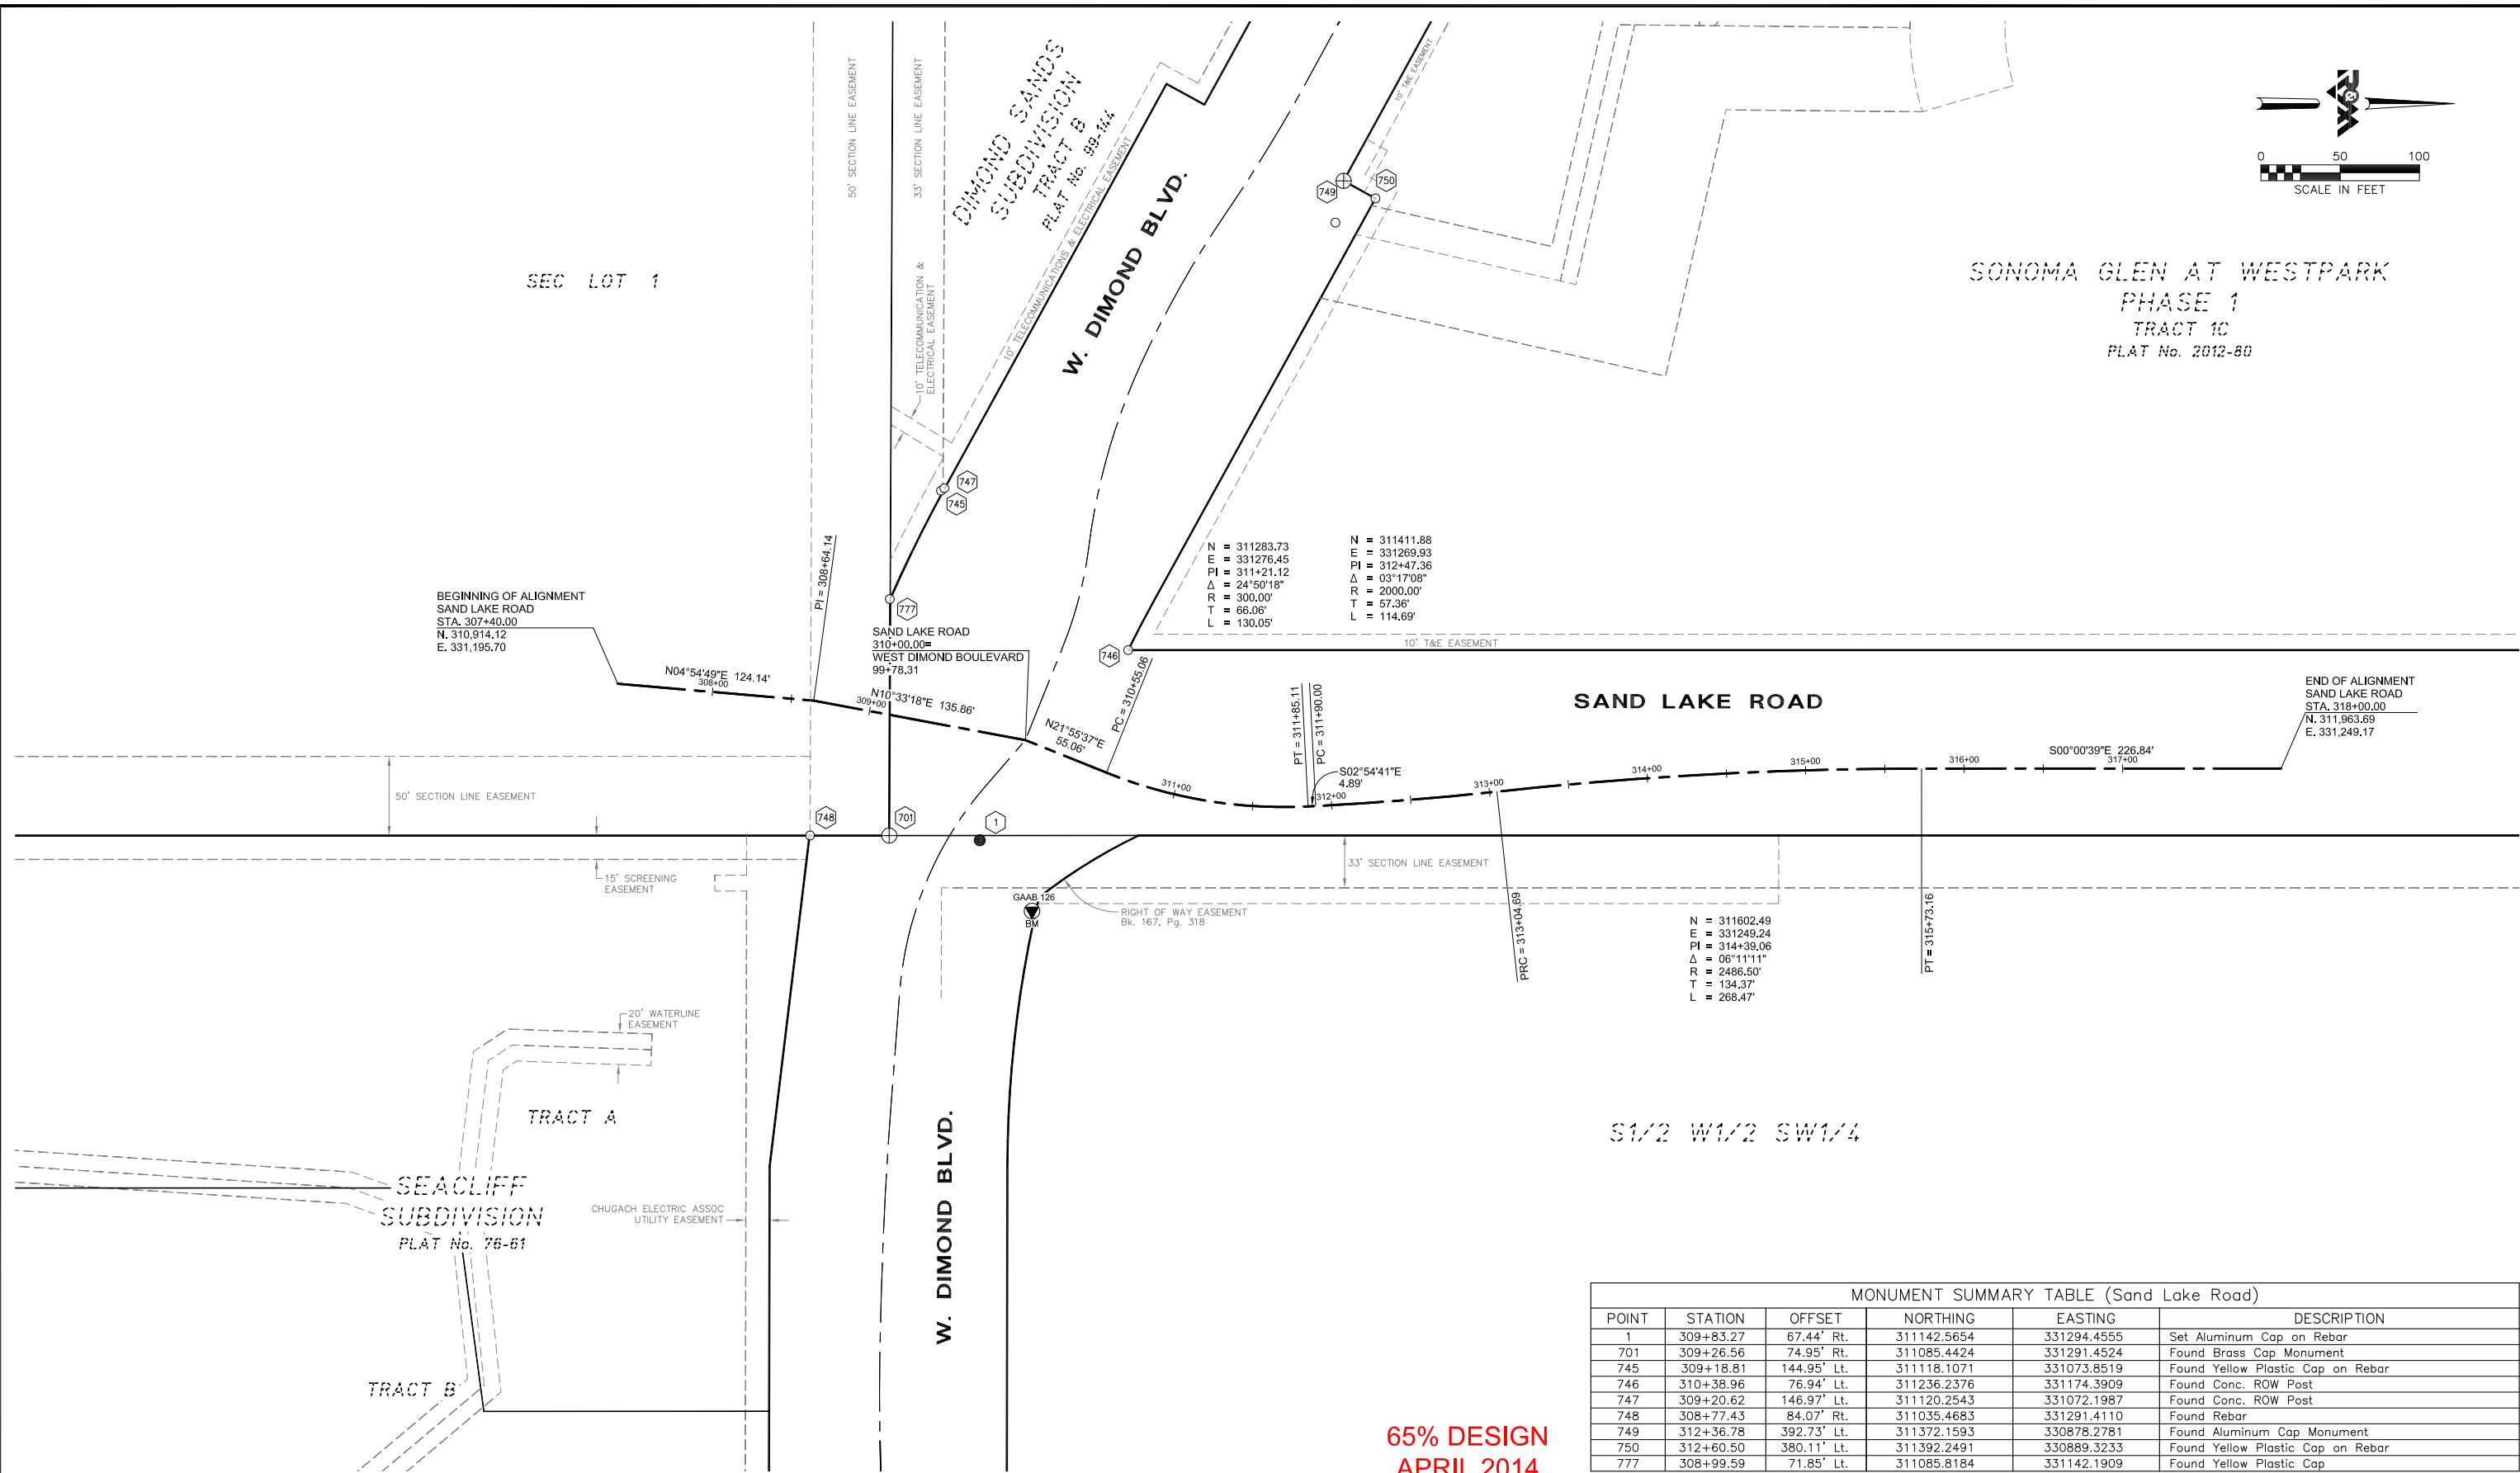 50' SECTION LINE EASEMENT
33' SECTION LINE EASEMENT
DIMOND SANDS
SUBDIVISION
TRACT B
PLAT No. 99-144
10' TELECOMMUNICATIONS & ELECTRICAL EASEMENT
10' TELECOMMUNICATION &
ELECTRICAL EASEMENT
W. DIMOND BLVD.
10' T&E EASEMENT
749
750
0 50 100
SCALE IN FEET
SEC LOT 1
SONOMA GLEN AT WESTPARK
PHASE 1
TRACT 1C
PLAT No. 2012-80
747
745
777
746
BEGINNING OF ALIGNMENT
SAND LAKE ROAD
STA. 307+40.00
N. 310,914.12
E. 331,195.70
N04°54'49"E 124.14'
308+00
PI = 308+64.14
N10°33'18"E 135.86'
309+00
SAND LAKE ROAD
310+00.00=
WEST DIMOND BOULEVARD
99+78.31
N21°55'37"E
55.06'
PC = 310+55.06
N = 311283.73
E = 331276.45
PI = 311+21.12
Δ = 24°50'18"
R = 300.00'
T = 66.06'
L = 130.05'
N = 311411.88
E = 331269.93
PI = 312+47.36
Δ = 03°17'08"
R = 2000.00'
T = 57.36'
L = 114.69'
10' T&E EASEMENT
SAND LAKE ROAD
END OF ALIGNMENT
SAND LAKE ROAD
STA. 318+00.00
N. 311,963.69
E. 331,249.17
311+00
PT = 311+85.11
PC = 311+90.00
S02°54'41"E
4.89'
312+00
313+00
314+00
315+00
316+00
S00°00'39"E 226.84'
317+00
50' SECTION LINE EASEMENT
748
701
1
15' SCREENING
EASEMENT
GAAB 126
BM
RIGHT OF WAY EASEMENT
Bk. 167, Pg. 318
33' SECTION LINE EASEMENT
PRC = 313+04.69
N = 311602.49
E = 331249.24
PI = 314+39.06
Δ = 06°11'11"
R = 2486.50'
T = 134.37'
L = 268.47'
PT = 315+73.16
20' WATERLINE
EASEMENT
TRACT A
SEACLIFF
SUBDIVISION
PLAT No. 76-61
CHUGACH ELECTRIC ASSOC
UTILITY EASEMENT
W. DIMOND BLVD.
S1/2 W1/2 SW1/4
TRACT B
65% DESIGN
APRIL 2014
MONUMENT SUMMARY TABLE (Sand Lake Road)
POINT STATION OFFSET NORTHING EASTING DESCRIPTION
1 309+83.27 67.44' Rt. 311142.5654 331294.4555 Set Aluminum Cap on Rebar
701 309+26.56 74.95' Rt. 311085.4424 331291.4524 Found Brass Cap Monument
745 309+18.81 144.95' Lt. 311118.1071 331073.8519 Found Yellow Plastic Cap on Rebar
746 310+38.96 76.94' Lt. 311236.2376 331174.3909 Found Conc. ROW Post
747 309+20.62 146.97' Lt. 311120.2543 331072.1987 Found Conc. ROW Post
748 308+77.43 84.07' Rt. 311035.4683 331291.4110 Found Rebar
749 312+36.78 392.73' Lt. 311372.1593 330878.2781 Found Aluminum Cap Monument
750 312+60.50 380.11' Lt. 311392.2491 330889.3233 Found Yellow Plastic Cap on Rebar
777 308+99.59 71.85' Lt. 311085.8184 331142.1909 Found Yellow Plastic Cap